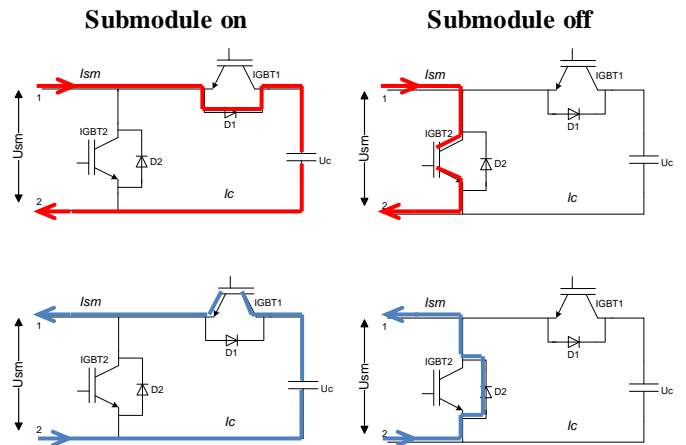 Submodule on
Submodule off
Ism
IGBT1
1
D1
Usm
IGBT2
D2
Uc
2
Ic
Ism
IGBT1
1
D1
Usm
IGBT2
D2
Uc
2
Ic
Ism
IGBT1
1
D1
Usm
IGBT2
D2
Uc
2
Ic
Ism
IGBT1
1
D1
Usm
IGBT2
D2
Uc
2
Ic